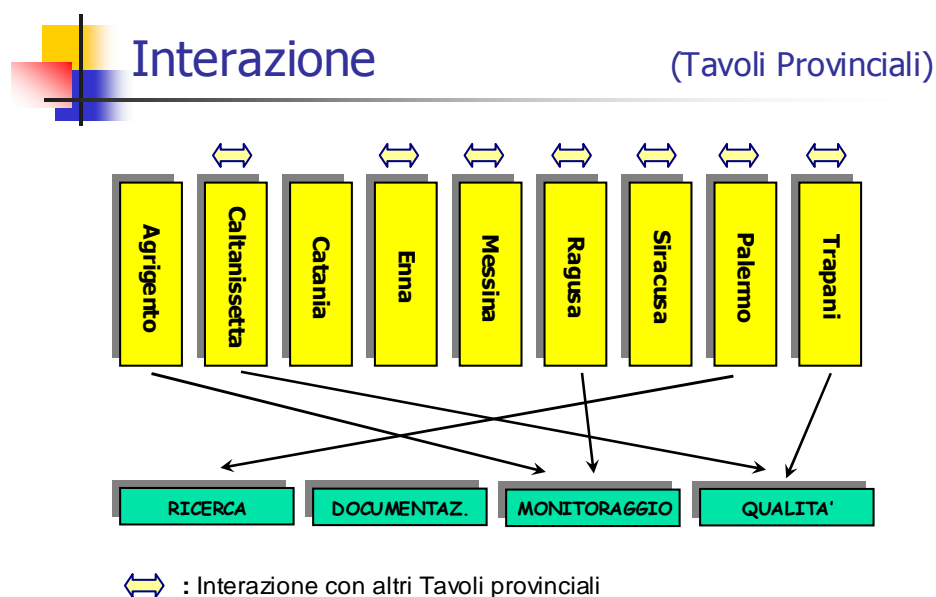 Interazione (Tavoli Provinciali)
Agrigento
Caltanissetta
Catania
Enna
Messina
Ragusa
Siracusa
Palermo
Trapani
RICERCA
DOCUMENTAZ.
MONITORAGGIO
QUALITA'
: Interazione con altri Tavoli provinciali